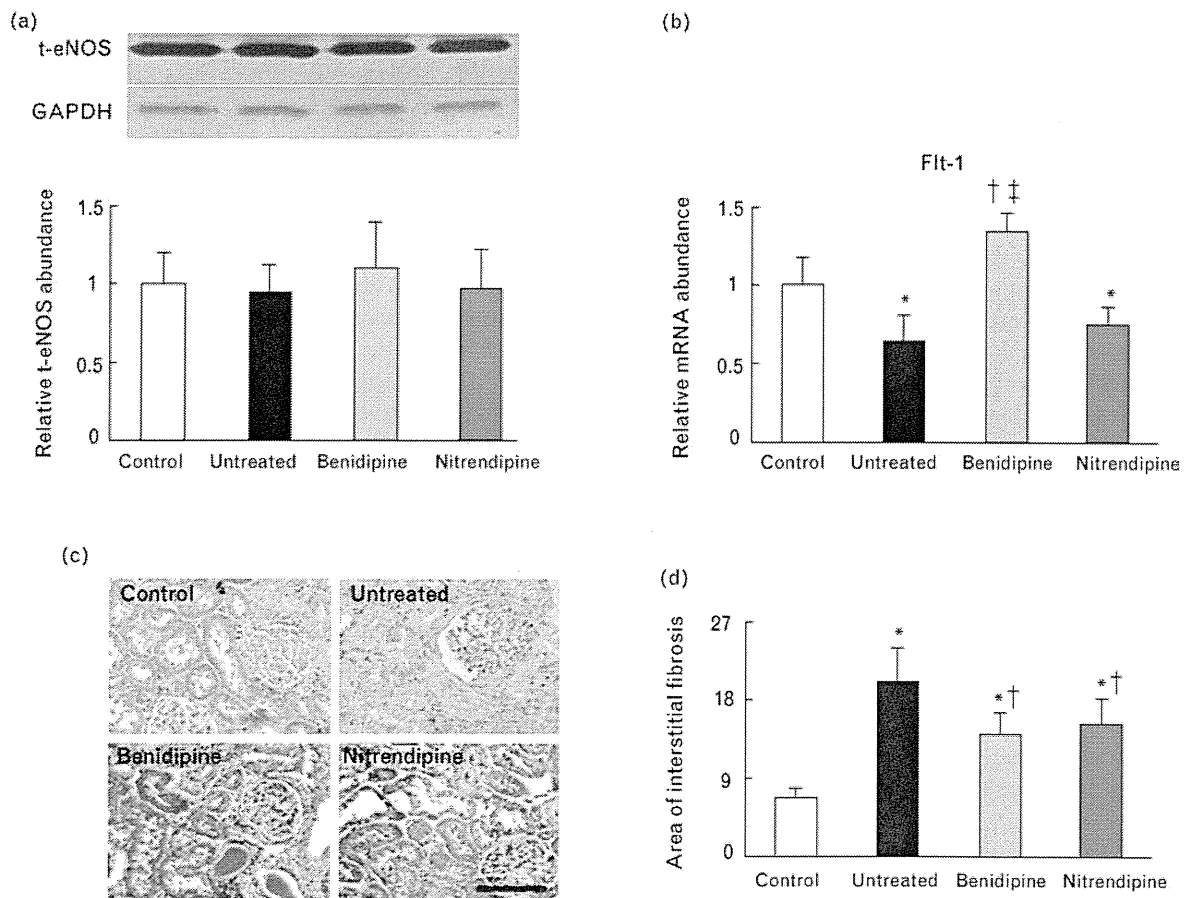 (a)
t-eNOS
GAPDH
Relative t-eNOS abundance
1.5
1
0.5
0
Control Untreated Benidipine Nitrendipine
(b)
Flt-1
† ‡
*
*
Relative mRNA abundance
1.5
1
0.5
0
Control Untreated Benidipine Nitrendipine
(c)
Control
Untreated
Benidipine
Nitrendipine
(d)
*
*†
*†
Area of interstitial fibrosis
27
18
9
0
Control Untreated Benidipine Nitrendipine